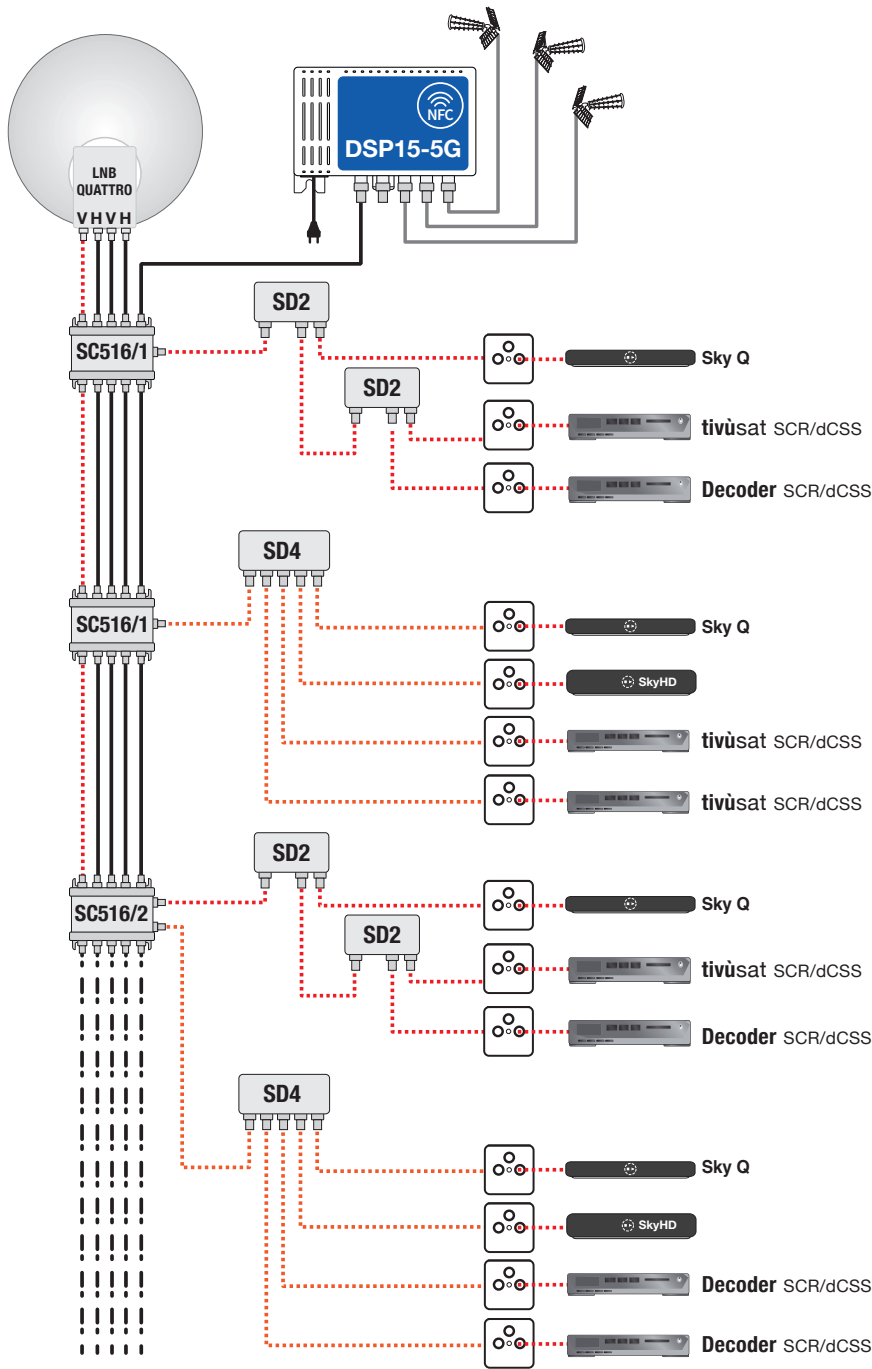 LNB
QUATTRO
VHVH
NFC
DSP15-5G
SD2
SC516/1
Sky Q
SD2
tivùsat SCR/dCSS
Decoder SCR/dCSS
SD4
SC516/1
Sky Q
SkyHD
tivùsat SCR/dCSS
tivùsat SCR/dCSS
SD2
SC516/2
Sky Q
SD2
tivùsat SCR/dCSS
Decoder SCR/dCSS
SD4
Sky Q
SkyHD
Decoder SCR/dCSS
Decoder SCR/dCSS